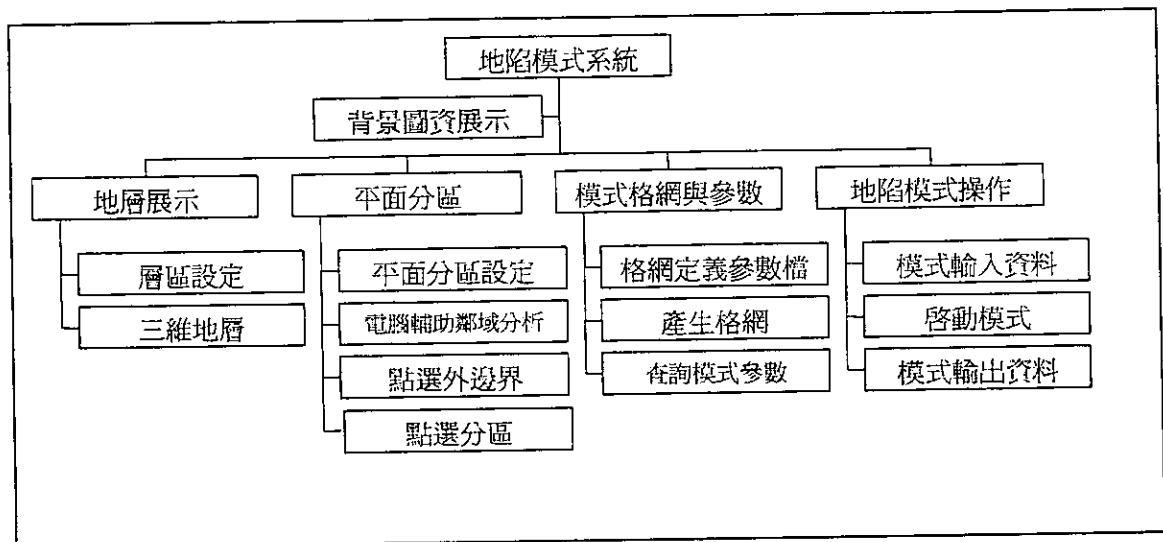 地陷模式系統
背景圖資展示
地層展示
平面分區
模式格網與參數
地陷模式操作
層區設定
三維地層
平面分區設定
電腦輔助鄰域分析
點選外邊界
點選分區
格網定義參數檔
產生格網
查詢模式參數
模式輸入資料
啓動模式
模式輸出資料